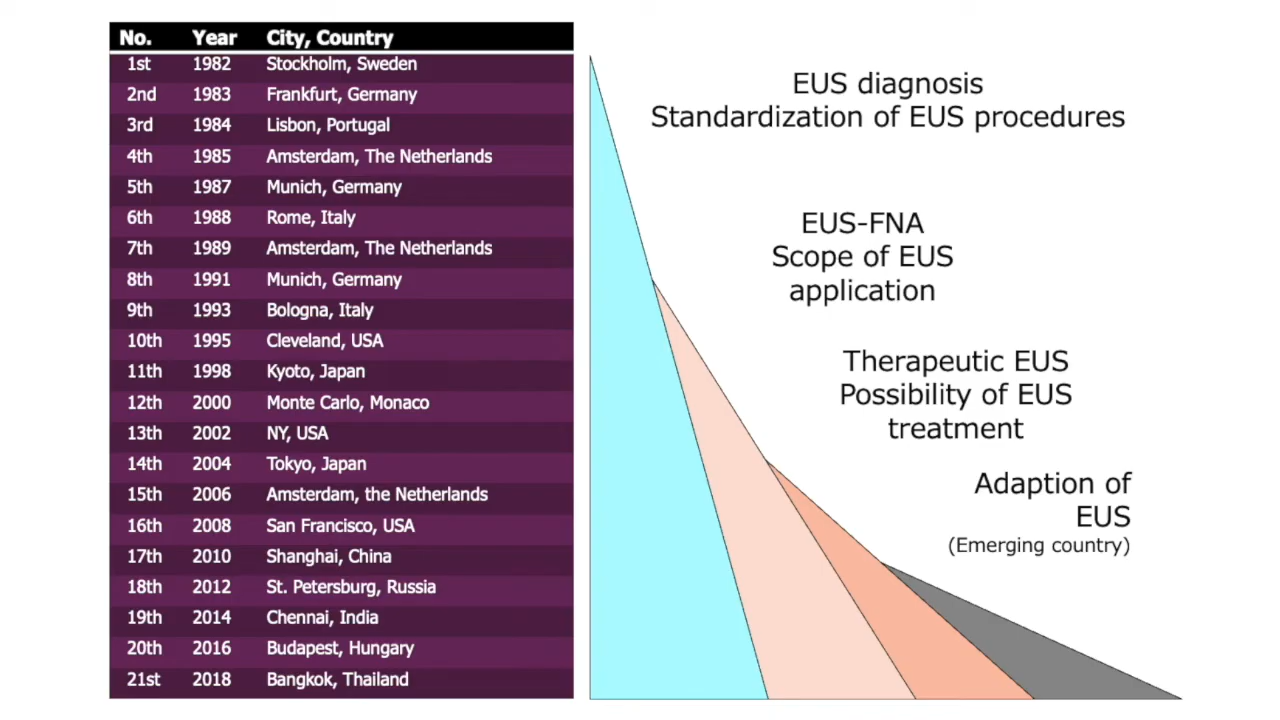 No. Year City, Country
1st 1982 Stockholm, Sweden
2nd 1983 Frankfurt, Germany
3rd 1984 Lisbon, Portugal
4th 1985 Amsterdam, The Netherlands
5th 1987 Munich, Germany
6th 1988 Rome, Italy
7th 1989 Amsterdam, The Netherlands
8th 1991 Munich, Germany
9th 1993 Bologna, Italy
10th 1995 Cleveland, USA
11th 1998 Kyoto, Japan
12th 2000 Monte Carlo, Monaco
13th 2002 NY, USA
14th 2004 Tokyo, Japan
15th 2006 Amsterdam, the Netherlands
16th 2008 San Francisco, USA
17th 2010 Shanghai, China
18th 2012 St. Petersburg, Russia
19th 2014 Chennai, India
20th 2016 Budapest, Hungary
21st 2018 Bangkok, Thailand
EUS diagnosis
Standardization of EUS procedures
EUS-FNA
Scope of EUS
application
Therapeutic EUS
Possibility of EUS
treatment
Adaption of
EUS
(Emerging country)